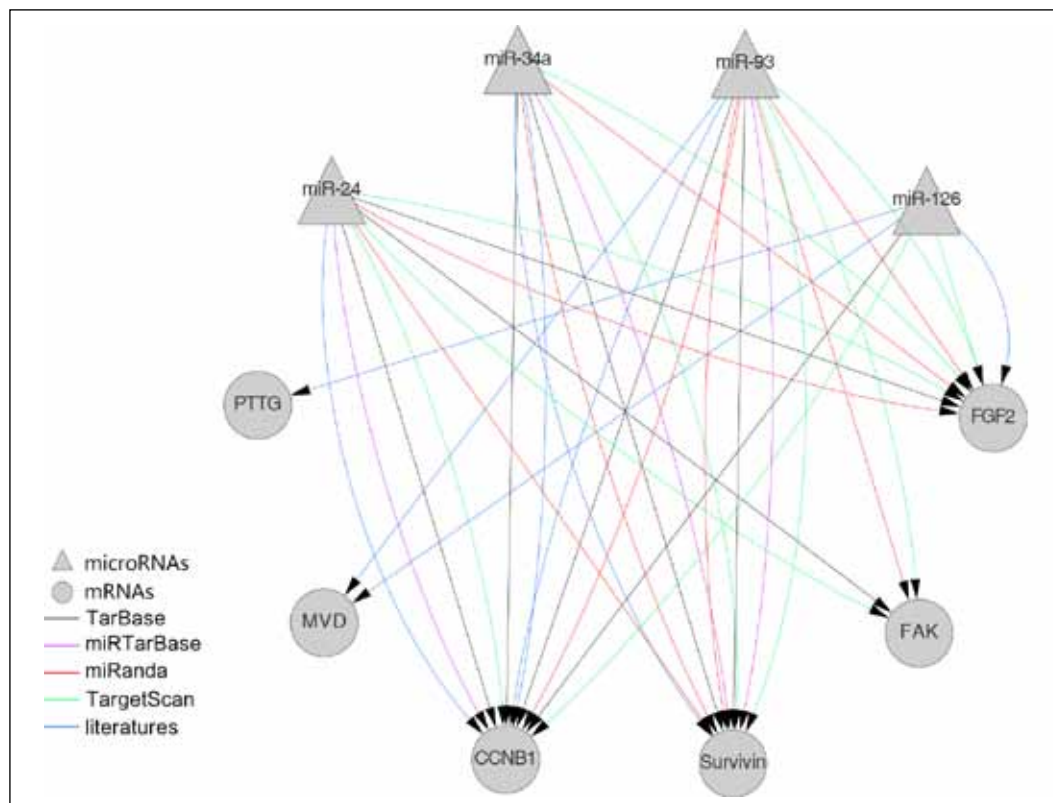 miR-34a
miR-93
miR-24
miR-126
PTTG
FGF2
MVD
FAK
CCNB1
Survivin
microRNAs
mRNAs
TarBase
miRTarBase
miRanda
TargetScan
literatures